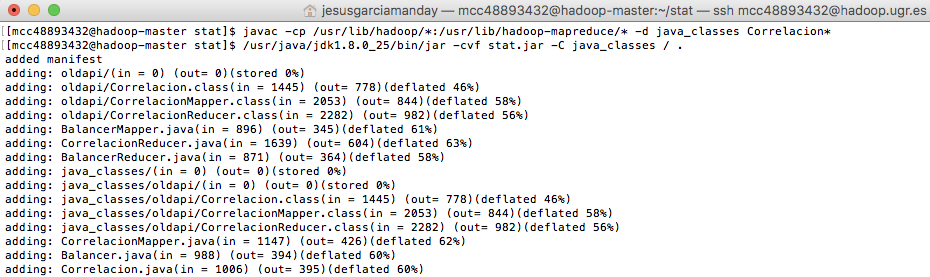 jesusgarciamanday — mcc48893432@hadoop-master:~/stat — ssh mcc48893432@hadoop.ugr.es
[[mcc48893432@hadoop-master stat]$ javac -cp /usr/lib/hadoop/*:/usr/lib/hadoop-mapreduce/* -d java_classes Correlacion*
[[mcc48893432@hadoop-master stat]$ /usr/java/jdk1.8.0_25/bin/jar -cvf stat.jar -C java_classes / .
added manifest
adding: oldapi/(in = 0) (out= 0)(stored 0%)
adding: oldapi/Correlacion.class(in = 1445) (out= 778)(deflated 46%)
adding: oldapi/CorrelacionMapper.class(in = 2053) (out= 844)(deflated 58%)
adding: oldapi/CorrelacionReducer.class(in = 2282) (out= 982)(deflated 56%)
adding: BalancerMapper.java(in = 896) (out= 345)(deflated 61%)
adding: CorrelacionReducer.java(in = 1639) (out= 604)(deflated 63%)
adding: BalancerReducer.java(in = 871) (out= 364)(deflated 58%)
adding: java_classes/(in = 0) (out= 0)(stored 0%)
adding: java_classes/oldapi/(in = 0) (out= 0)(stored 0%)
adding: java_classes/oldapi/Correlacion.class(in = 1445) (out= 778)(deflated 46%)
adding: java_classes/oldapi/CorrelacionMapper.class(in = 2053) (out= 844)(deflated 58%)
adding: java_classes/oldapi/CorrelacionReducer.class(in = 2282) (out= 982)(deflated 56%)
adding: CorrelacionMapper.java(in = 1147) (out= 426)(deflated 62%)
adding: Balancer.java(in = 988) (out= 394)(deflated 60%)
adding: Correlacion.java(in = 1006) (out= 395)(deflated 60%)